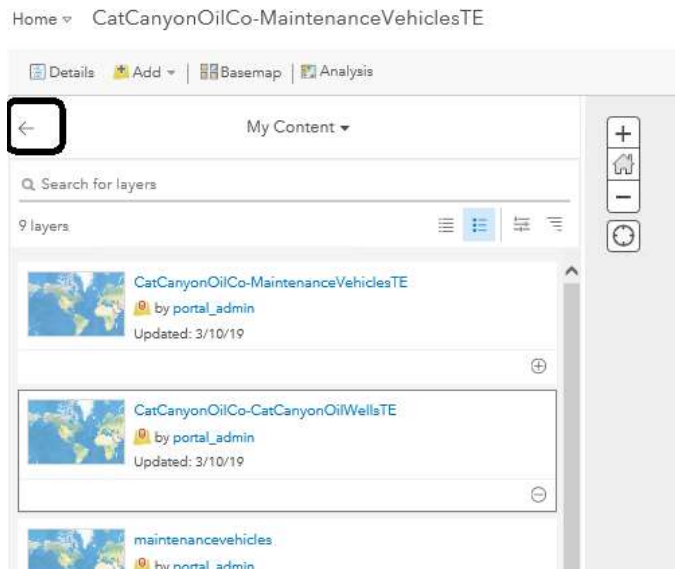 Home CatCanyonOilCo-MaintenanceVehiclesTE
Details Add Basemap Analysis
My Content
Search for layers
9 layers
CatCanyonOilCo-MaintenanceVehiclesTE
by portal_admin
Updated: 3/10/19
CatCanyonOilCo-CatCanyonOilWellsTE
by portal_admin
Updated: 3/10/19
maintenancevehicles
by portal_admin